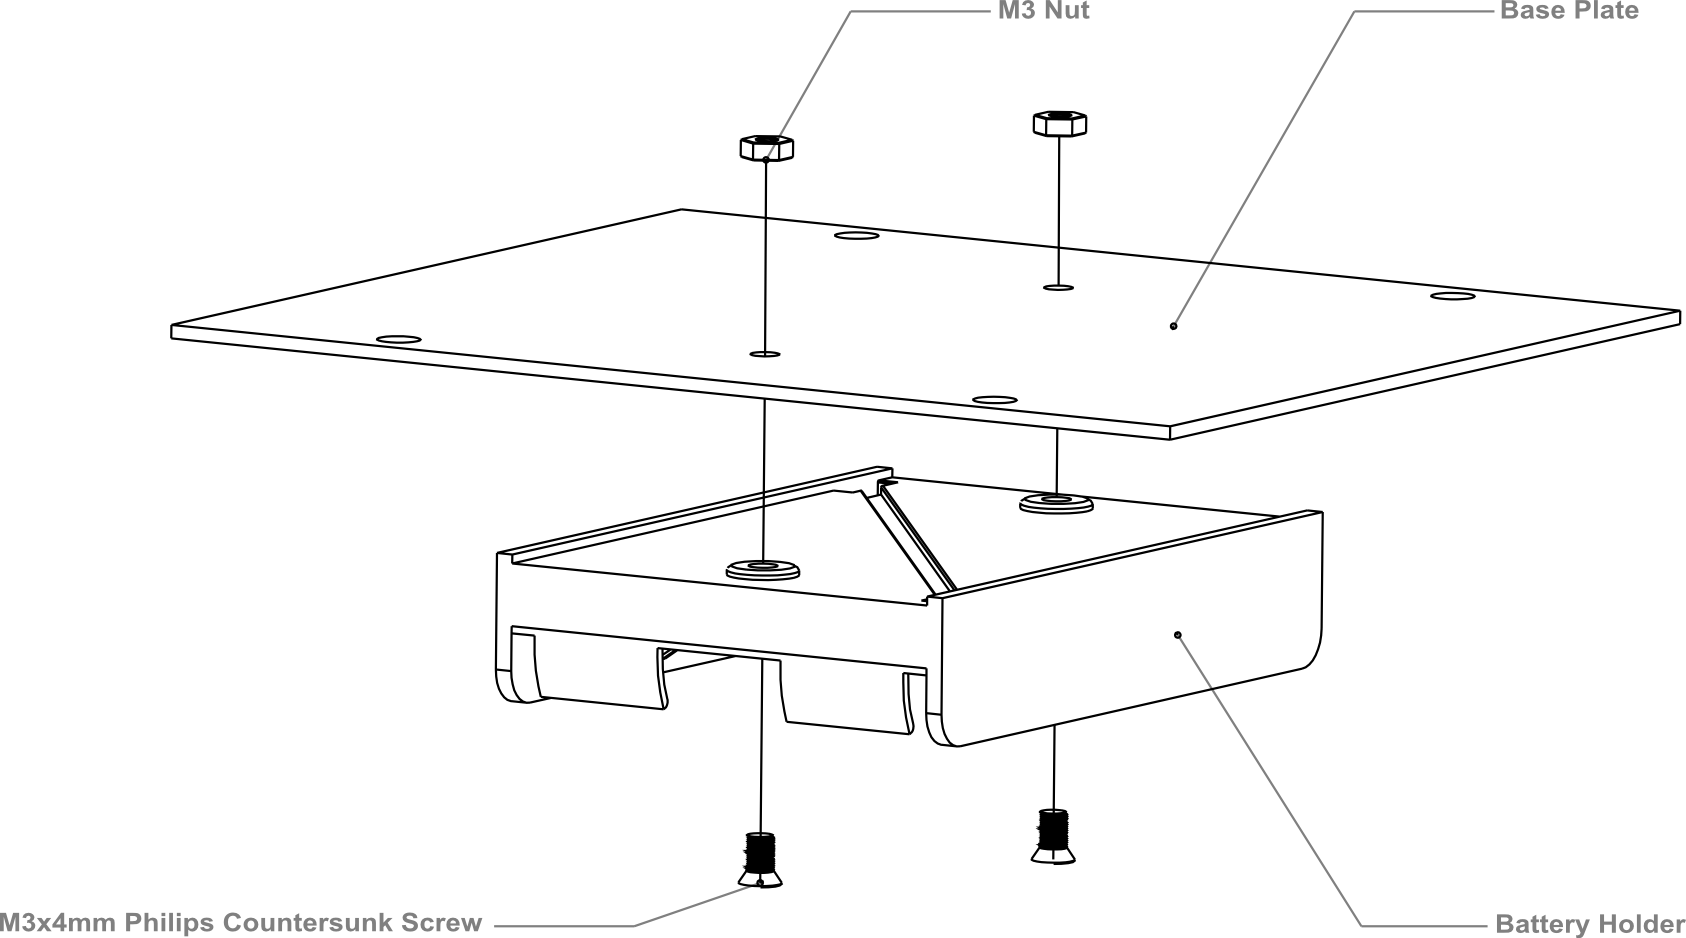 M3 Nut
Base Plate
M3x4mm Philips Countersunk Screw
Battery Holder